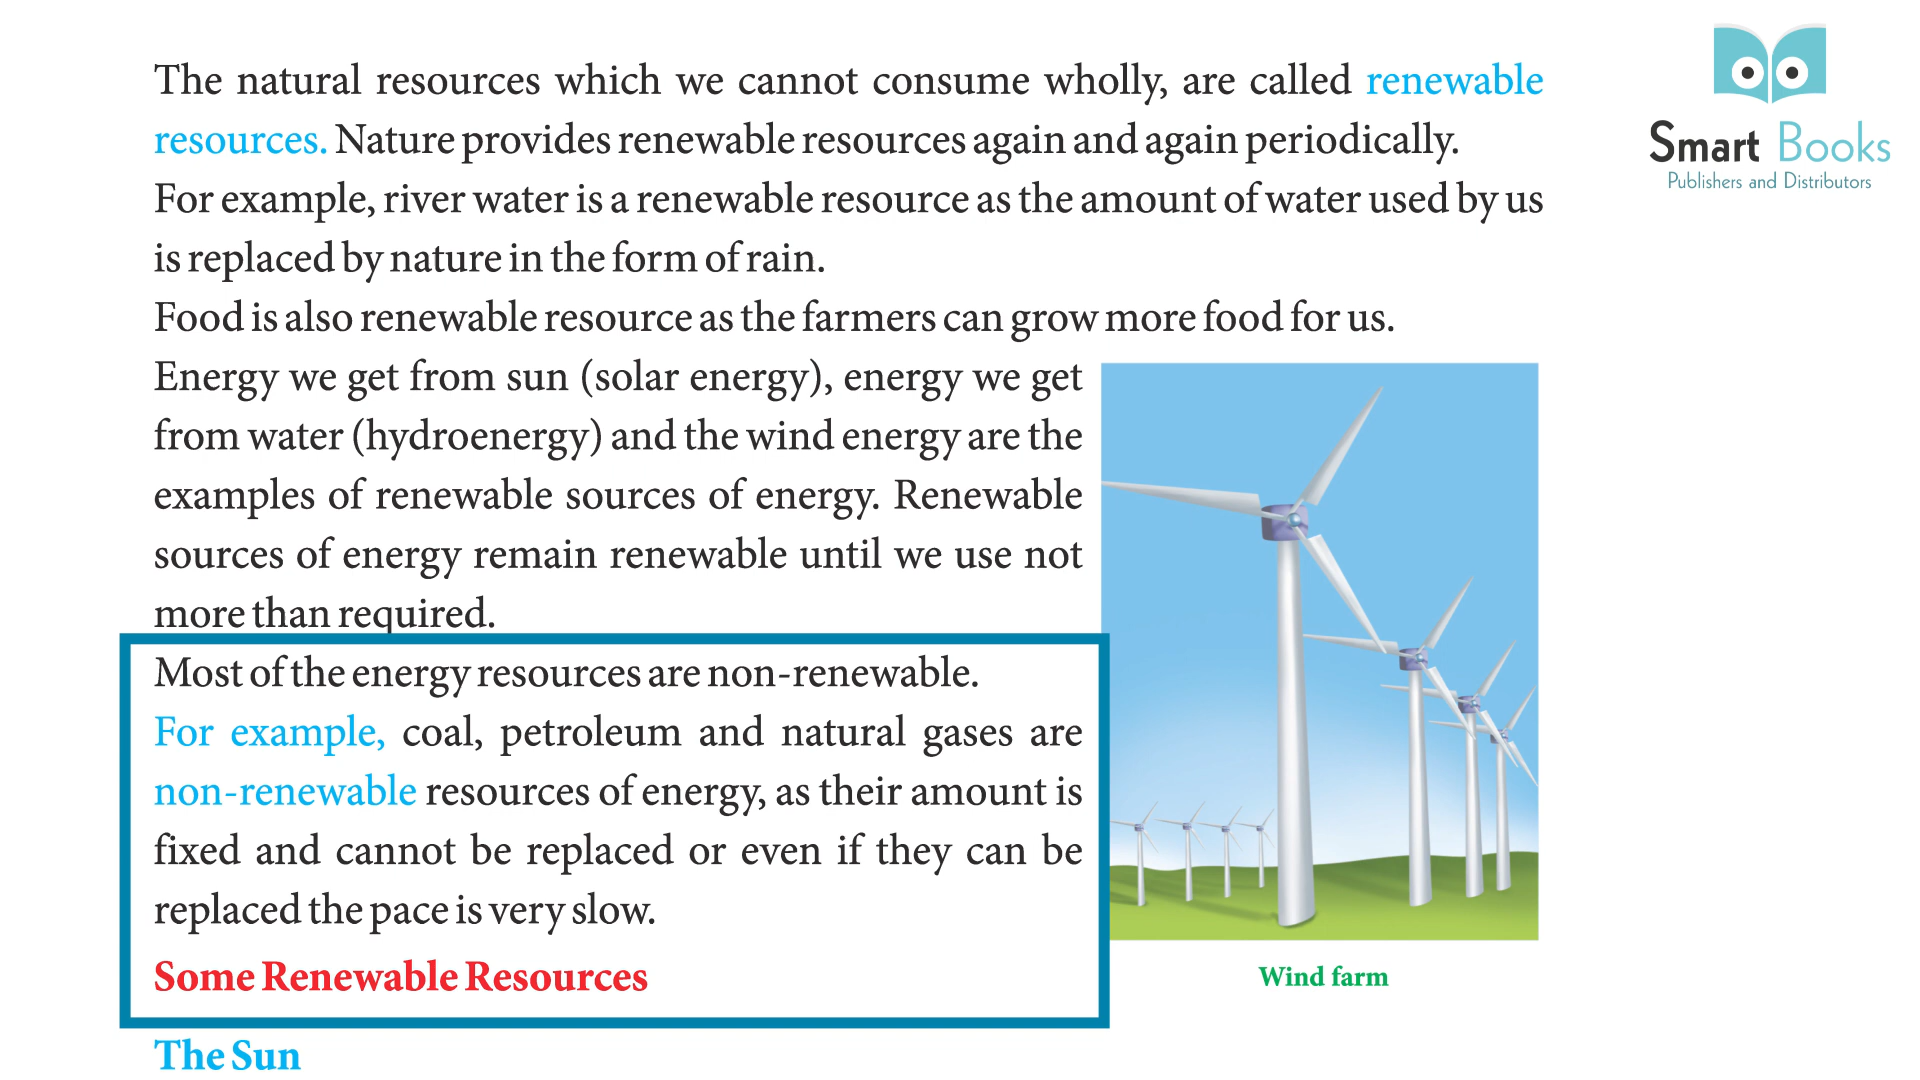 The natural resources which we cannot consume wholly, are called renewable
resources. Nature provides renewable resources again and again periodically.
For example, river water is a renewable resource as the amount of water used by us
is replaced by nature in the form of rain.
Food is also renewable resource as the farmers can grow more food for us.
Energy we get from sun (solar energy), energy we get
from water (hydroenergy) and the wind energy are the
examples of renewable sources of energy. Renewable
sources of energy remain renewable until we use not
more than required.
Most of the energy resources are non-renewable.
For example, coal, petroleum and natural gases are
non-renewable resources of energy, as their amount is
fixed and cannot be replaced or even if they can be
replaced the pace is very slow.
Some Renewable Resources
The Sun
Wind farm
Smart Books
Publishers and Distributors